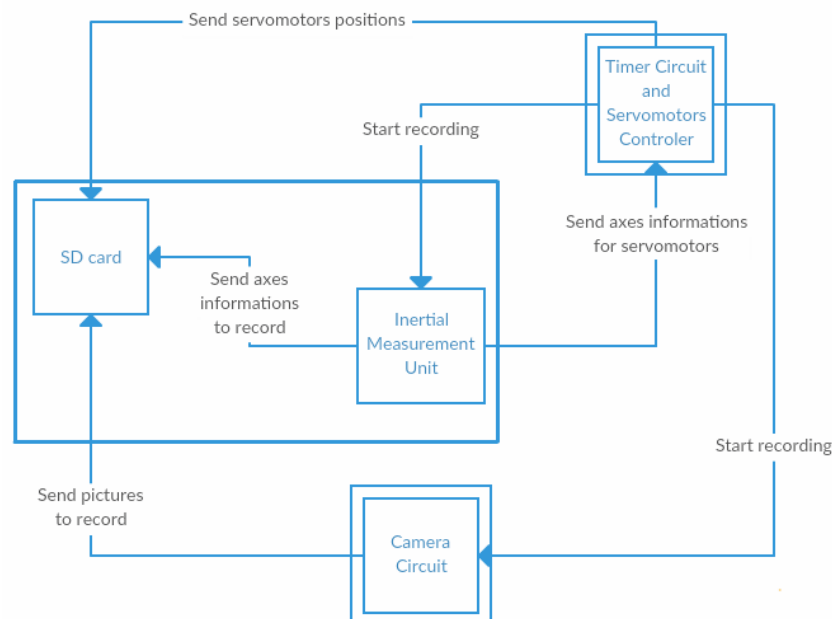 Send servomotors positions
Timer Circuit
and
Servomotors
Controler
Start recording
Send axes informations
for servomotors
SD card
Send axes
informations
to record
Inertial
Measurement
Unit
Start recording
Send pictures
to record
Camera
Circuit